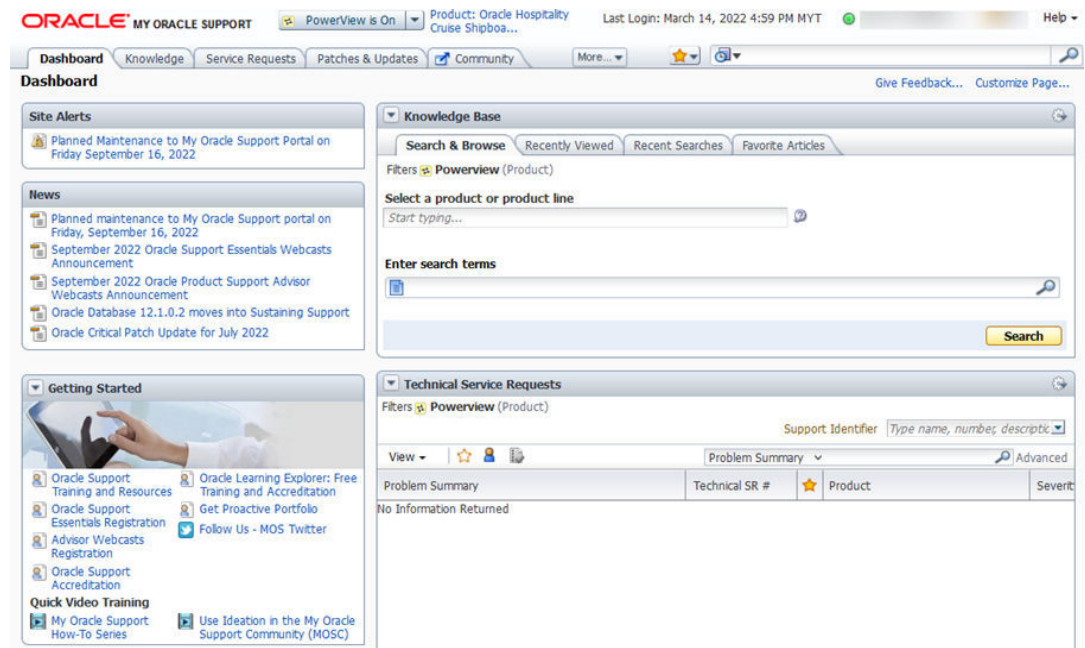 ORACLE MY ORACLE SUPPORT
PowerView is On
Product: Oracle Hospitality
Cruise Shipboa...
Last Login: March 14, 2022 4:59 PM MYT
Help
Dashboard
Knowledge
Service Requests
Patches & Updates
Community
More...
Dashboard
Give Feedback...
Customize Page...
Site Alerts
Planned Maintenance to My Oracle Support Portal on
Friday September 16, 2022
News
Planned maintenance to My Oracle Support portal on
Friday, September 16, 2022
September 2022 Oracle Support Essentials Webcasts
Announcement
September 2022 Oracle Product Support Advisor
Webcasts Announcement
Oracle Database 12.1.0.2 moves into Sustaining Support
Oracle Critical Patch Update for July 2022
Knowledge Base
Search & Browse
Recently Viewed
Recent Searches
Favorite Articles
Filters Powerview (Product)
Select a product or product line
Start typing...
Enter search terms
Search
Getting Started
Oracle Support
Training and Resources
Oracle Support
Essentials Registration
Advisor Webcasts
Registration
Oracle Support
Accreditation
Oracle Learning Explorer: Free
Training and Accreditation
Get Proactive Portfolio
Follow Us - MOS Twitter
Quick Video Training
My Oracle Support
How-To Series
Use Ideation in the My Oracle
Support Community (MOSC)
Technical Service Requests
Filters Powerview (Product)
Support Identifier
Type name, number, descriptic
View
Problem Summary
Advanced
Problem Summary
Technical SR #
Product
Severit
No Information Returned